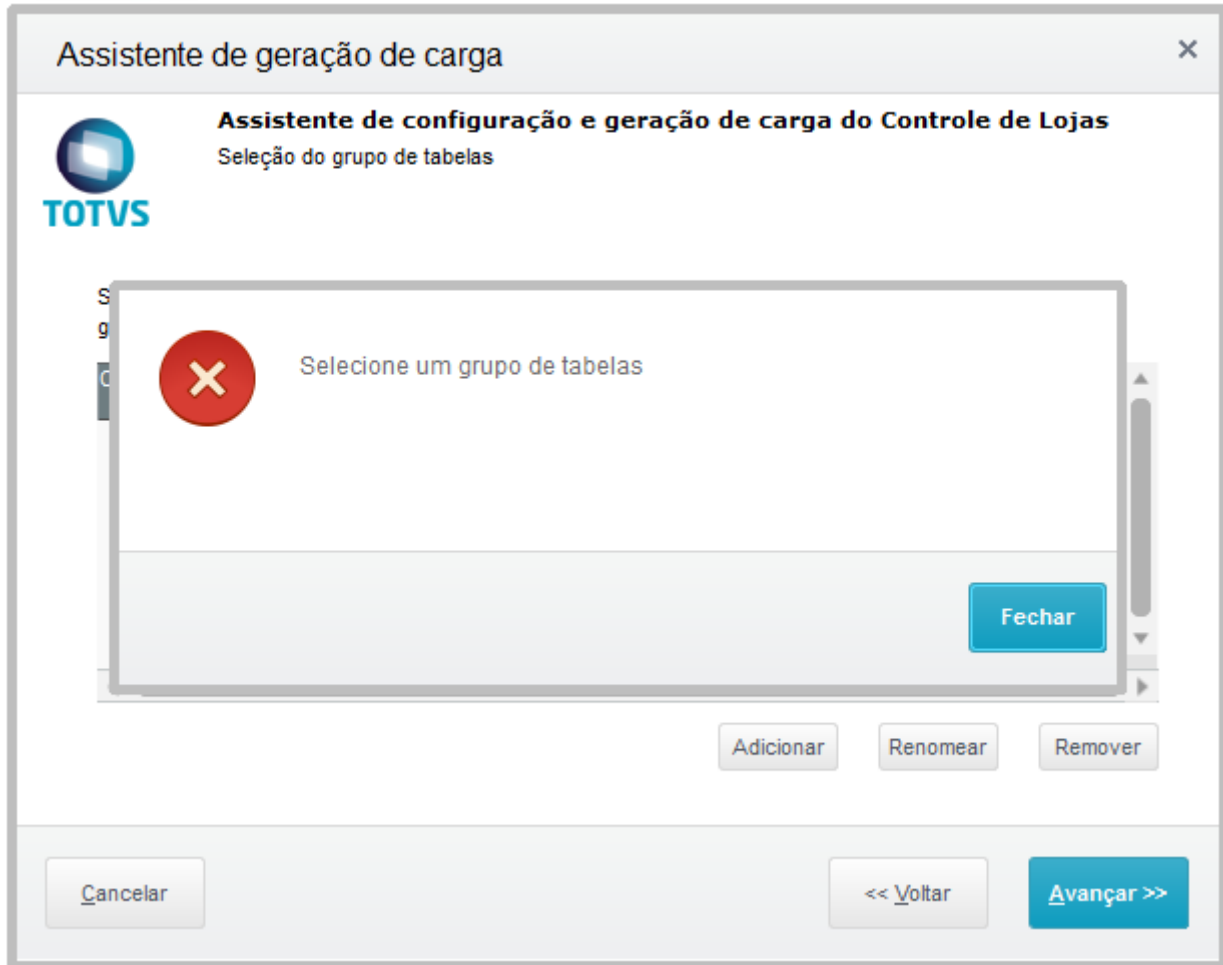 Assistente de geração de carga
Assistente de configuração e geração de carga do Controle de Lojas
Seleção do grupo de tabelas
TOTVS
Selecione um grupo de tabelas
Fechar
Adicionar Renomear Remover
Cancelar << Voltar Avançar >>